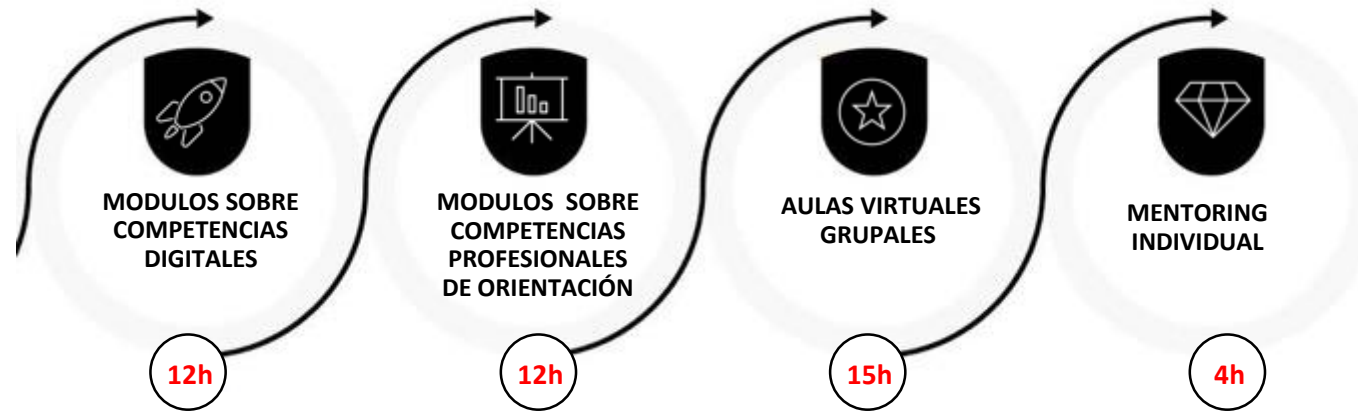 MODULOS SOBRE
COMPETENCIAS
DIGITALES
12h
MODULOS SOBRE
COMPETENCIAS
PROFESIONALES
DE ORIENTACIÓN
12h
AULAS VIRTUALES
GRUPALES
15h
MENTORING
INDIVIDUAL
4h